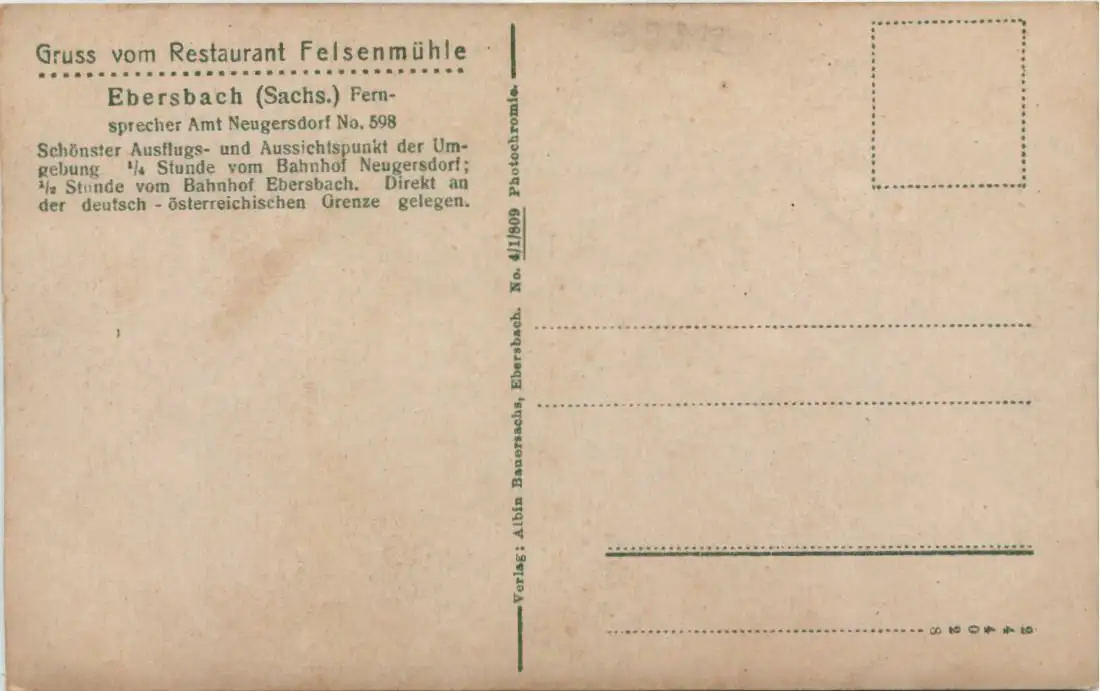 Gruss vom Restaurant Felsenmühle
Ebersbach (Sachs.) Fern-
sprecher Amt Neugersdorf No. 598
Schönster Ausflugs- und Aussichtspunkt der Um-
gebung 1/4 Stunde vom Bahnhof Neugersdorf;
1/2 Stunde vom Bahnhof Ebersbach. Direkt an
der deutsch - österreichischen Grenze gelegen.
Verlag: Albin Bauersachs, Ebersbach. No. 4/1/809 Photochromie.
24402 8